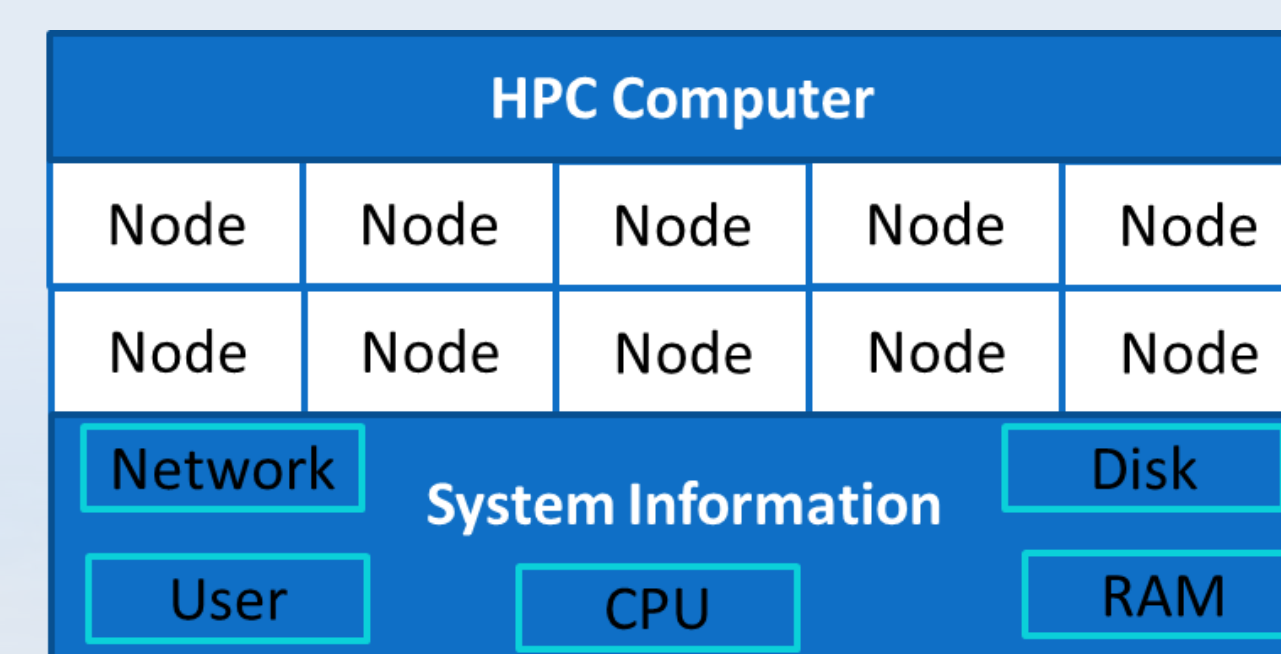 HPC Computer
Node Node Node Node Node
Node Node Node Node Node
Network Disk
System Information
User CPU RAM